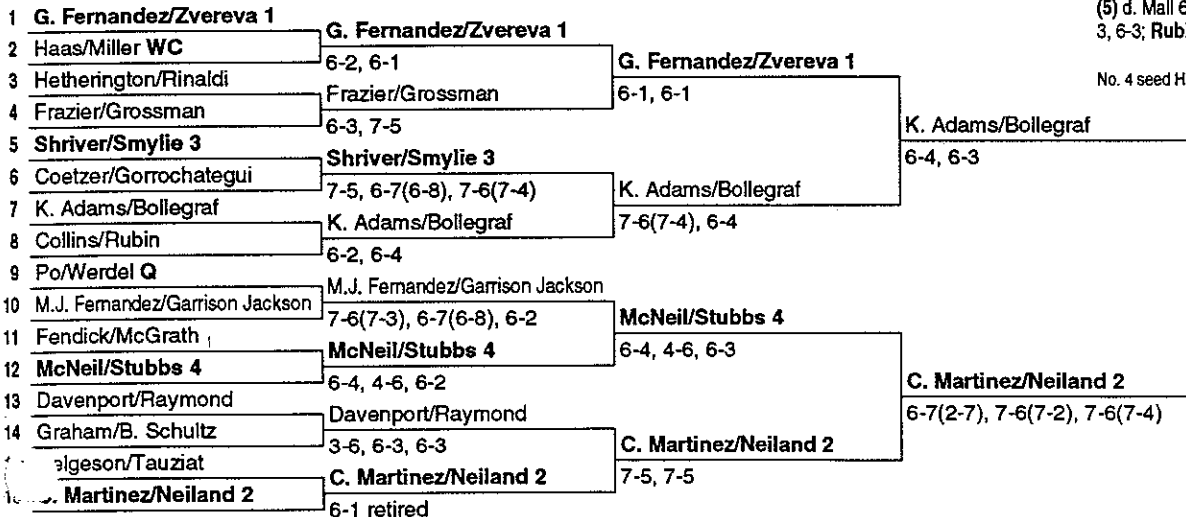 1 G. Fernandez/Zvereva 1
2 Haas/Miller WC
3 Hetherington/Rinaldi
4 Frazier/Grossman
5 Shriver/Smylie 3
6 Coetzer/Gorrochategui
7 K. Adams/Bollegraf
8 Collins/Rubin
9 Po/Werdel Q
10 M.J. Fernandez/Garrison Jackson
11 Fendick/McGrath
12 McNeil/Stubbs 4
13 Davenport/Raymond
14 Graham/B. Schultz
elgeson/Tauziat
Martinez/Neiland 2
G. Fernandez/Zvereva 1
6-2, 6-1
Frazier/Grossman
6-3, 7-5
Shriver/Smylie 3
7-5, 6-7(6-8), 7-6(7-4)
K. Adams/Bollegraf
6-2, 6-4
M.J. Fernandez/Garrison Jackson
7-6(7-3), 6-7(6-8), 6-2
McNeil/Stubbs 4
6-4, 4-6, 6-2
Davenport/Raymond
3-6, 6-3, 6-3
C. Martinez/Neiland 2
6-1 retired
G. Fernandez/Zvereva 1
6-1, 6-1
K. Adams/Bollegraf
7-6(7-4), 6-4
McNeil/Stubbs 4
6-4, 4-6, 6-3
C. Martinez/Neiland 2
7-5, 7-5
K. Adams/Bollegraf
6-4, 6-3
C. Martinez/Neiland 2
6-7(2-7), 7-6(7-2), 7-6(7-4)
(5) d. Mall 6
3, 6-3; Rub
No. 4 seed H